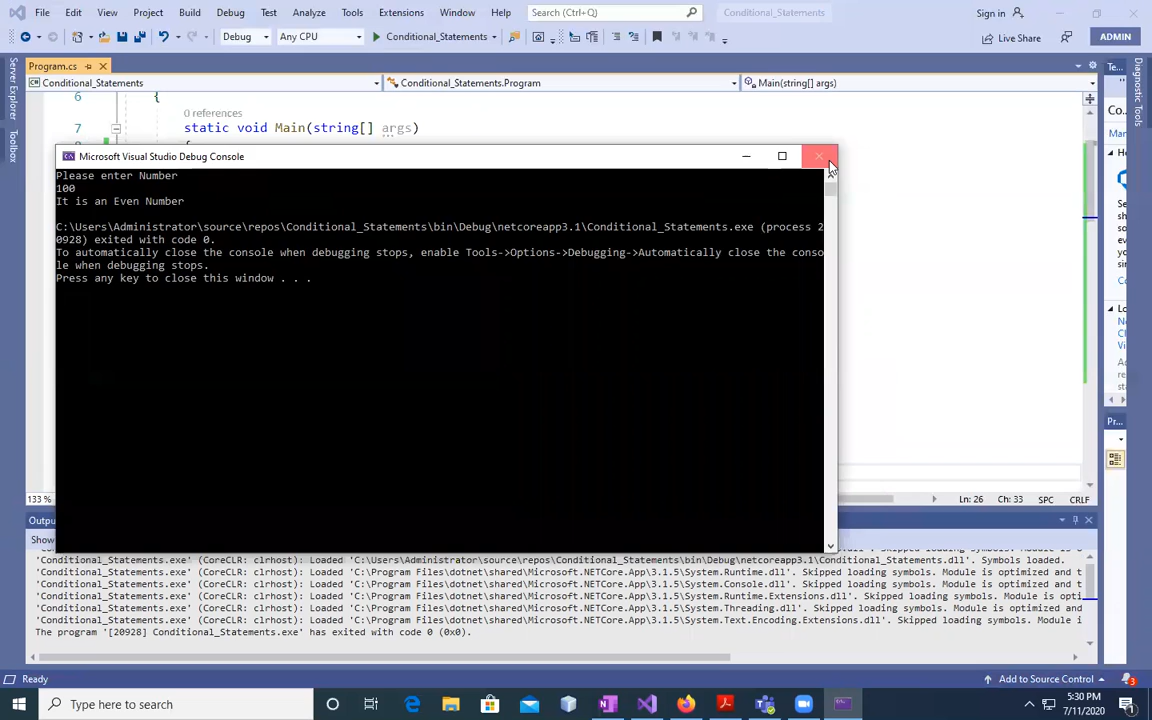 File Edit View Project Build Debug Test Analyze Tools Extensions Window Help Search (Ctrl+Q) Conditional_Statements Sign in
Debug Any CPU Conditional_Statements Live Share ADMIN
Program.cs Te...
Conditional_Statements Conditional_Statements.Program Main(string[] args)
Server Explorer
Toolbox
Diagnostic Tools
6 {
0 references
7 static void Main(string[] args)
Microsoft Visual Studio Debug Console
Please enter Number
100
It is an Even Number
C:\Users\Administrator\source\repos\Conditional_Statements\bin\Debug\netcoreapp3.1\Conditional_Statements.exe (process 2
0928) exited with code 0.
To automatically close the console when debugging stops, enable Tools->Options->Debugging->Automatically close the conso
le when debugging stops.
Press any key to close this window . . .
Co...
Pr...
133 % Ln: 26 Ch: 33 SPC CRLF
Outpu
Show
'Conditional_Statements.exe' (CoreCLR: clrhost): Loaded 'C:\Users\Administrator\source\repos\Conditional_Statements\bin\Debug\netcoreapp3.1\Conditional_Statements.dll'. Symbols loaded.
'Conditional_Statements.exe' (CoreCLR: clrhost): Loaded 'C:\Program Files\dotnet\shared\Microsoft.NETCore.App\3.1.5\System.Runtime.dll'. Skipped loading symbols. Module is optimized and t
'Conditional_Statements.exe' (CoreCLR: clrhost): Loaded 'C:\Program Files\dotnet\shared\Microsoft.NETCore.App\3.1.5\System.Console.dll'. Skipped loading symbols. Module is optimized and t
'Conditional_Statements.exe' (CoreCLR: clrhost): Loaded 'C:\Program Files\dotnet\shared\Microsoft.NETCore.App\3.1.5\System.Runtime.Extensions.dll'. Skipped loading symbols. Module is opti
'Conditional_Statements.exe' (CoreCLR: clrhost): Loaded 'C:\Program Files\dotnet\shared\Microsoft.NETCore.App\3.1.5\System.Threading.dll'. Skipped loading symbols. Module is optimized and
'Conditional_Statements.exe' (CoreCLR: clrhost): Loaded 'C:\Program Files\dotnet\shared\Microsoft.NETCore.App\3.1.5\System.Text.Encoding.Extensions.dll'. Skipped loading symbols. Module i
The program '[20928] Conditional_Statements.exe' has exited with code 0 (0x0).
Ready Add to Source Control 3
Type here to search
5:30 PM
7/11/2020
1